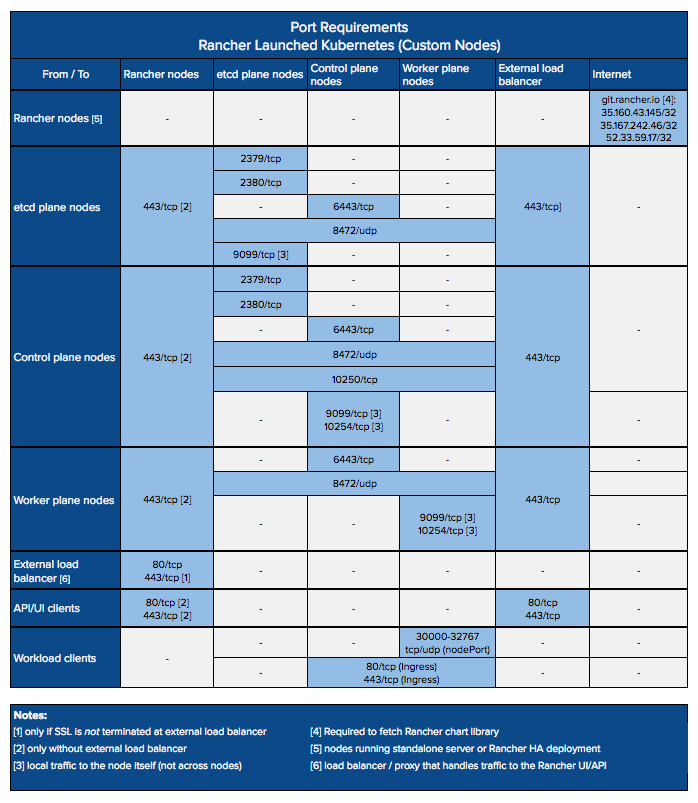 Port Requirements
Rancher Launched Kubernetes (Custom Nodes)
From / To
Rancher nodes
etcd plane nodes
Control plane
nodes
Worker plane
nodes
External load
balancer
Internet
Rancher nodes [5]
-
-
-
-
-
git.rancher.io [4]:
35.160.43.145/32
35.167.242.46/32
52.33.59.17/32
etcd plane nodes
443/tcp [2]
2379/tcp
-
-
2380/tcp
-
-
-
6443/tcp
-
8472/udp
9099/tcp [3]
-
-
443/tcp]
-
Control plane nodes
443/tcp [2]
2379/tcp
-
-
2380/tcp
-
-
-
6443/tcp
-
8472/udp
10250/tcp
-
9099/tcp [3]
10254/tcp [3]
-
443/tcp
-
-
Worker plane nodes
443/tcp [2]
-
6443/tcp
-
8472/udp
-
-
9099/tcp [3]
10254/tcp [3]
443/tcp
-
-
External load
balancer [6]
80/tcp
443/tcp [1]
-
-
-
-
-
API/UI clients
80/tcp [2]
443/tcp [2]
-
-
-
80/tcp
443/tcp
-
Workload clients
-
-
-
30000-32767
tcp/udp (nodePort)
-
-
-
80/tcp (Ingress)
443/tcp (Ingress)
-
-
Notes:
[1] only if SSL is not terminated at external load balancer
[2] only without external load balancer
[3] local traffic to the node itself (not across nodes)
[4] Required to fetch Rancher chart library
[5] nodes running standalone server or Rancher HA deployment
[6] load balancer / proxy that handles traffic to the Rancher UI/API